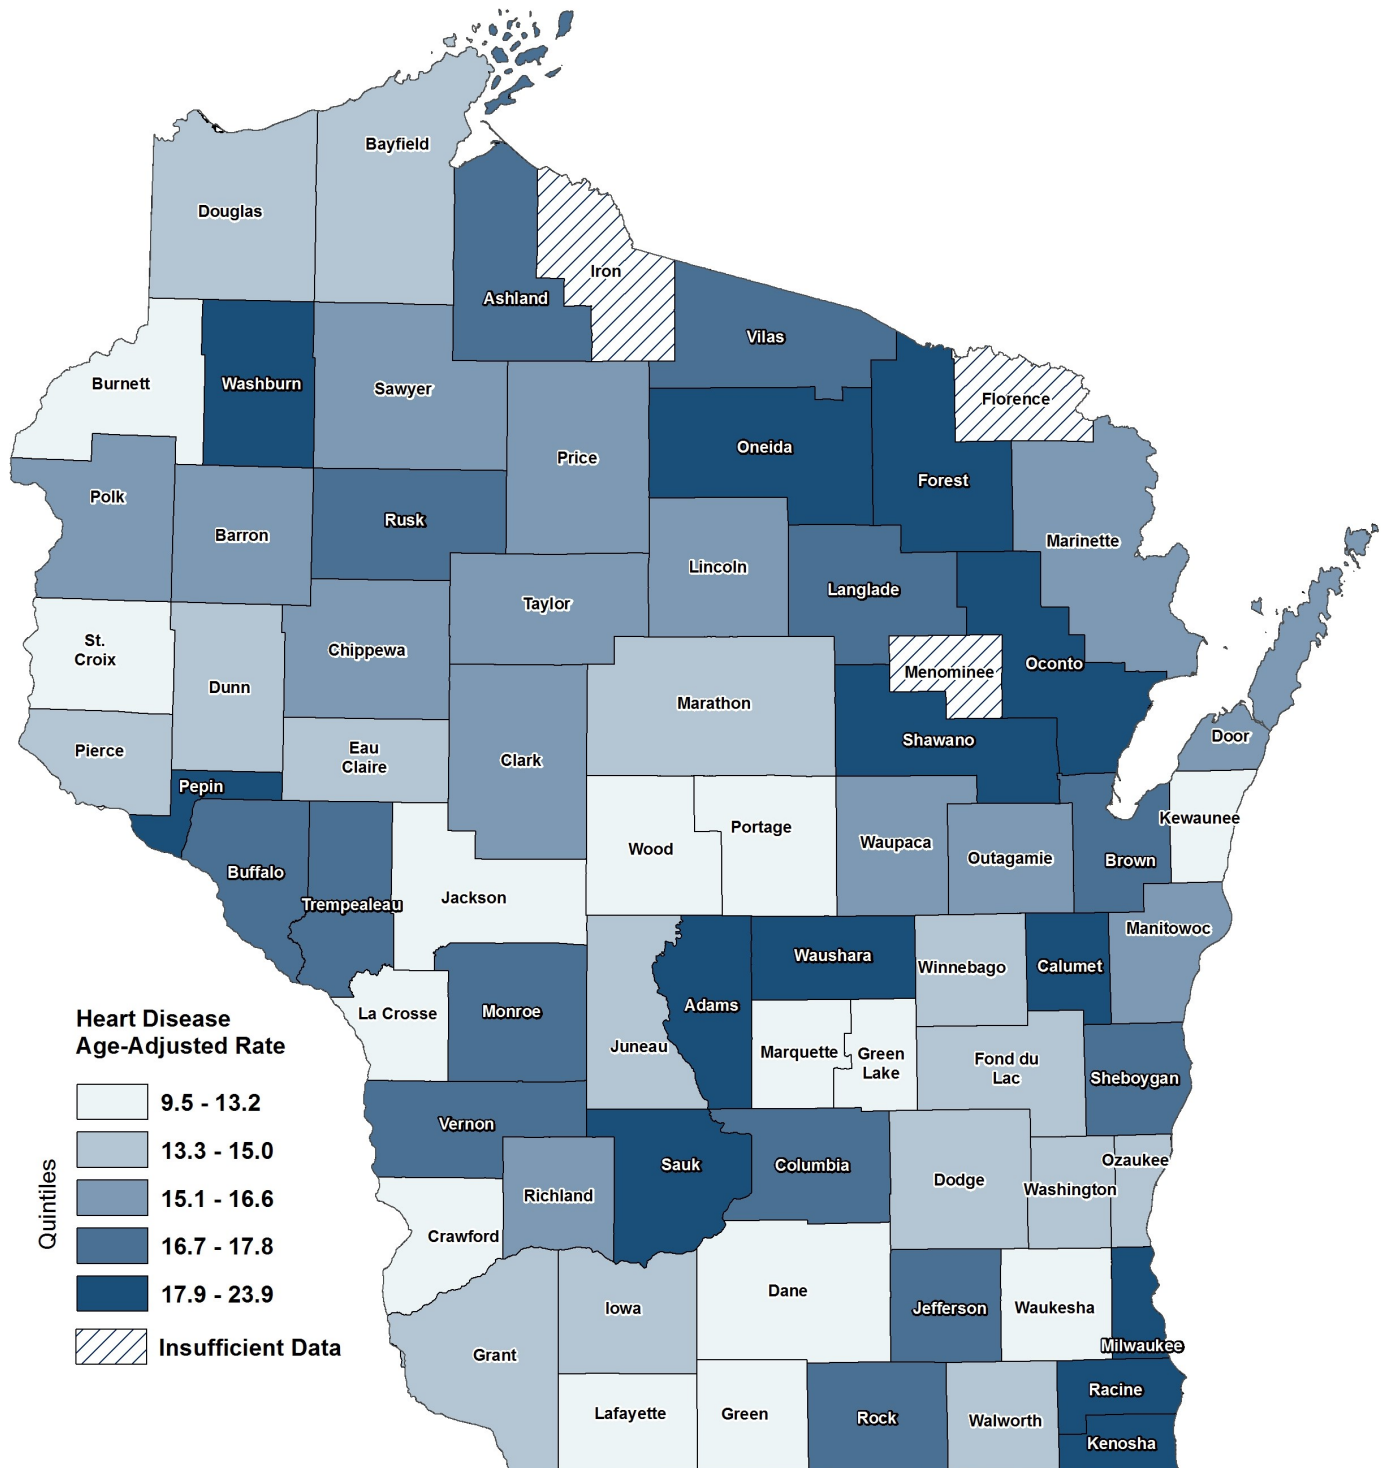 Bayfield
Douglas
Iron
Ashland
Vilas
Burnett
Washburn
Sawyer
Florence
Oneida
Price
Forest
Polk
Rusk
Barron
Marinette
Lincoln
Langlade
Taylor
St.
Croix
Chippewa
Oconto
Menominee
Dunn
Marathon
Door
Shawano
Pierce
Eau
Claire
Clark
Pepin
Kewaunee
Portage
Waupaca
Wood
Outagamie
Brown
Buffalo
Jackson
Trempealeau
Manitowoc
Waushara
Calumet
Winnebago
Adams
Monroe
La Crosse
Juneau
Marquette
Green
Lake
Fond du
Lac
Sheboygan
Vernon
Ozaukee
Sauk
Columbia
Dodge
Washington
Richland
Crawford
Dane
Iowa
Jefferson
Waukesha
Milwaukee
Grant
Racine
Lafayette
Green
Rock
Walworth
Kenosha
Heart Disease
Age-Adjusted Rate
Quintiles
9.5 - 13.2
13.3 - 15.0
15.1 - 16.6
16.7 - 17.8
17.9 - 23.9
Insufficient Data